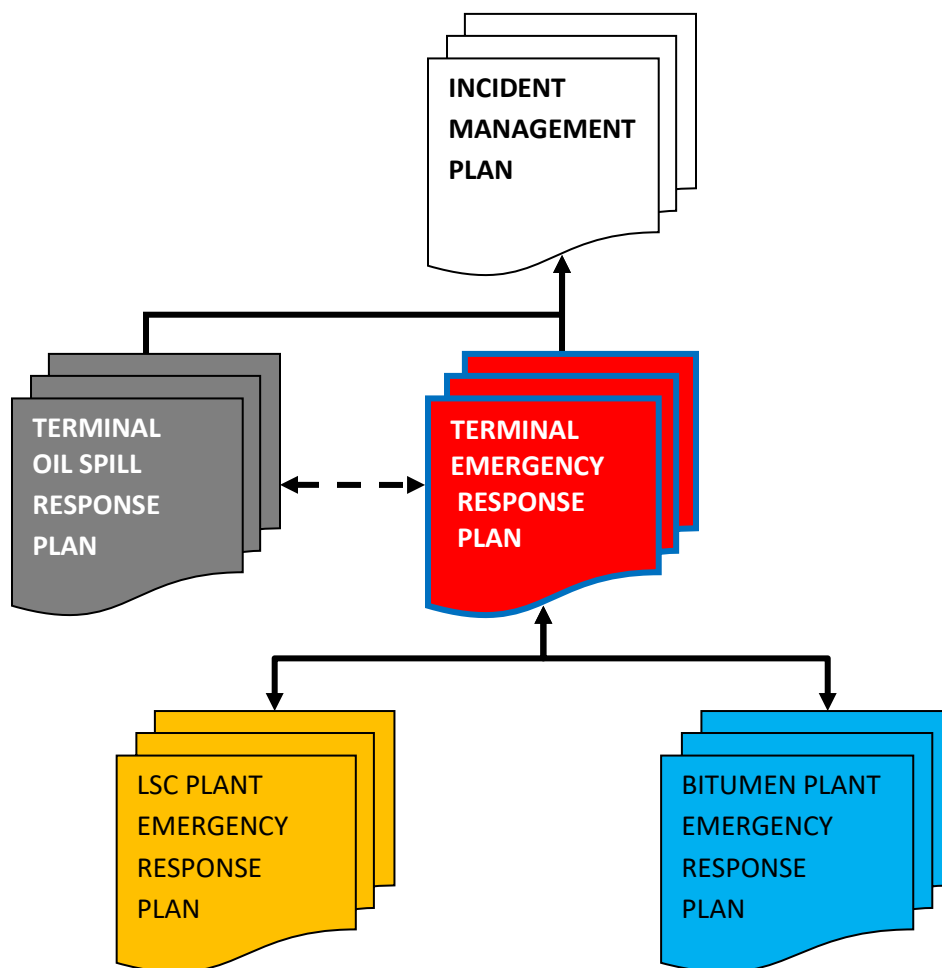 INCIDENT
MANAGEMENT
PLAN
TERMINAL
OIL SPILL
RESPONSE
PLAN
TERMINAL
EMERGENCY
RESPONSE
PLAN
LSC PLANT
EMERGENCY
RESPONSE
PLAN
BITUMEN PLANT
EMERGENCY
RESPONSE
PLAN